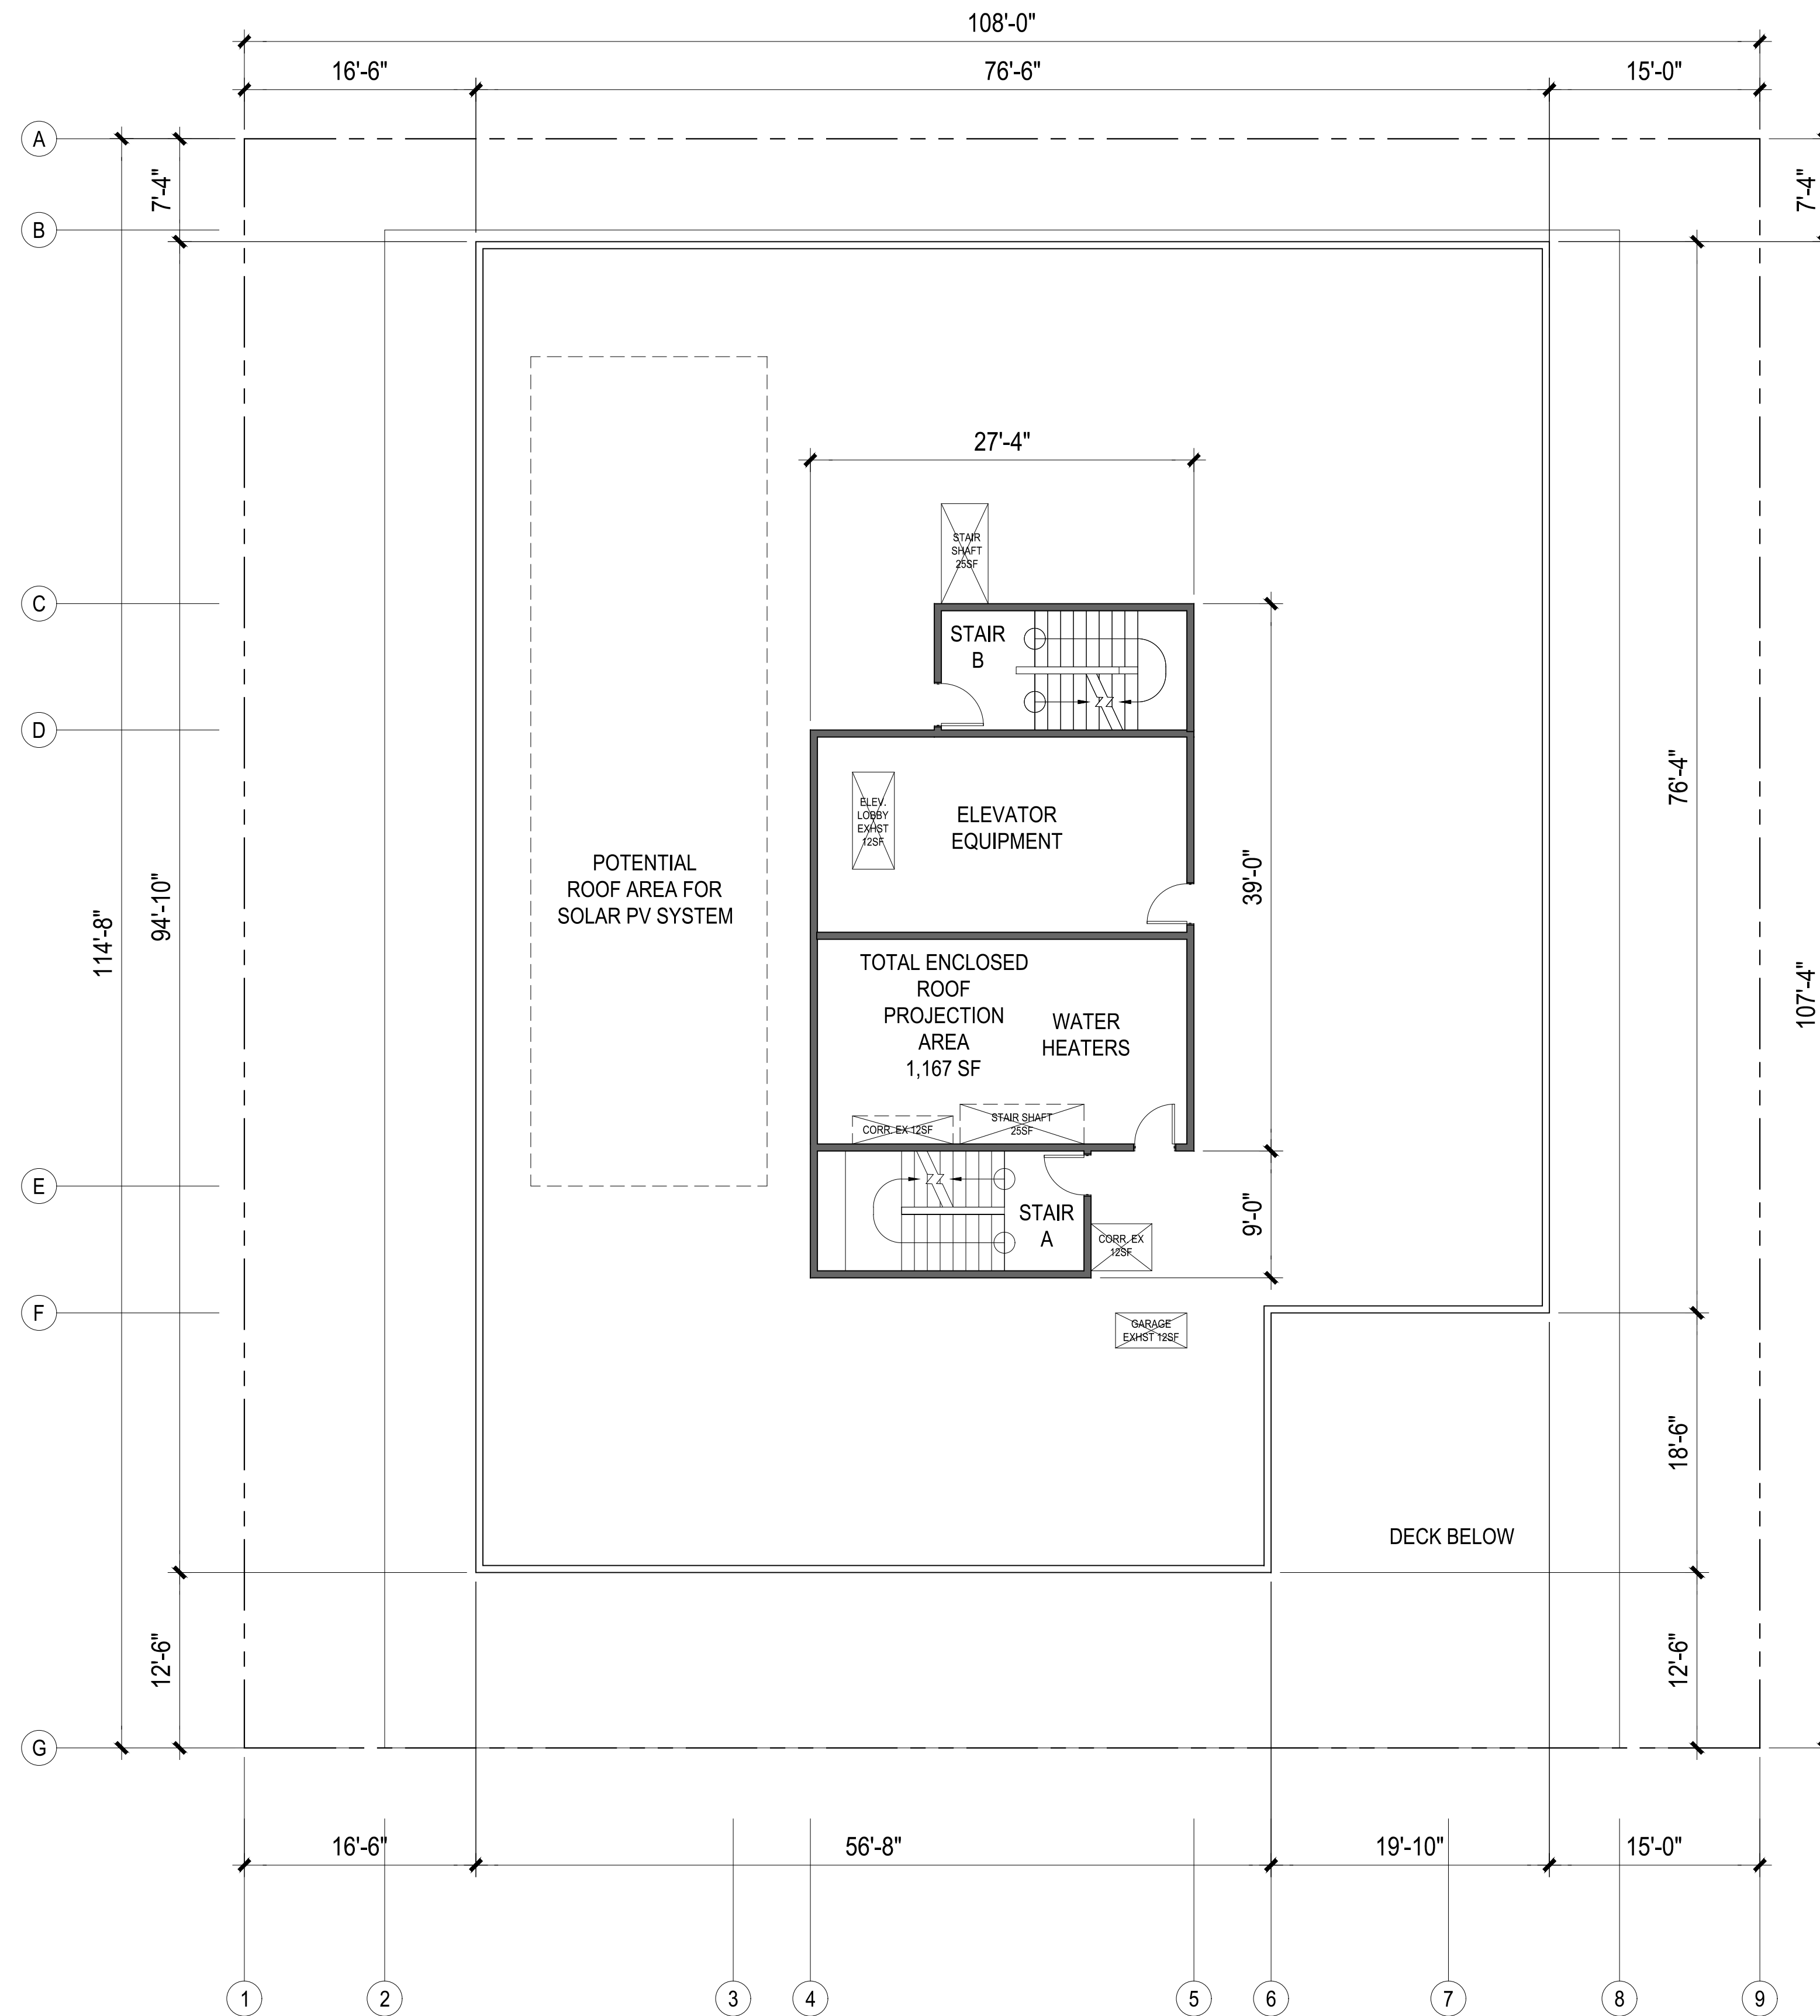 108'-0"
16'-6"
76'-6"
15'-0"
A
7'-4"
7'-4"
B
27'-4"
STAIR
SHAFT
25SF
C
STAIR
B
D
76'-4"
ELEV.
LOBBY
EXHST
12SF
ELEVATOR
EQUIPMENT
39'-0"
POTENTIAL
ROOF AREA FOR
SOLAR PV SYSTEM
94'-10"
114'-8"
107'-4"
TOTAL ENCLOSED
ROOF
PROJECTION
AREA
1,167 SF
WATER
HEATERS
CORR. EX 12SF
STAIR SHAFT
25SF
E
STAIR
A
9'-0"
CORR. EX
12SF
F
GARAGE
EXHST 12SF
18'-6"
DECK BELOW
12'-6"
12'-6"
G
16'-6"
56'-8"
19'-10"
15'-0"
1
2
3
4
5
6
7
8
9